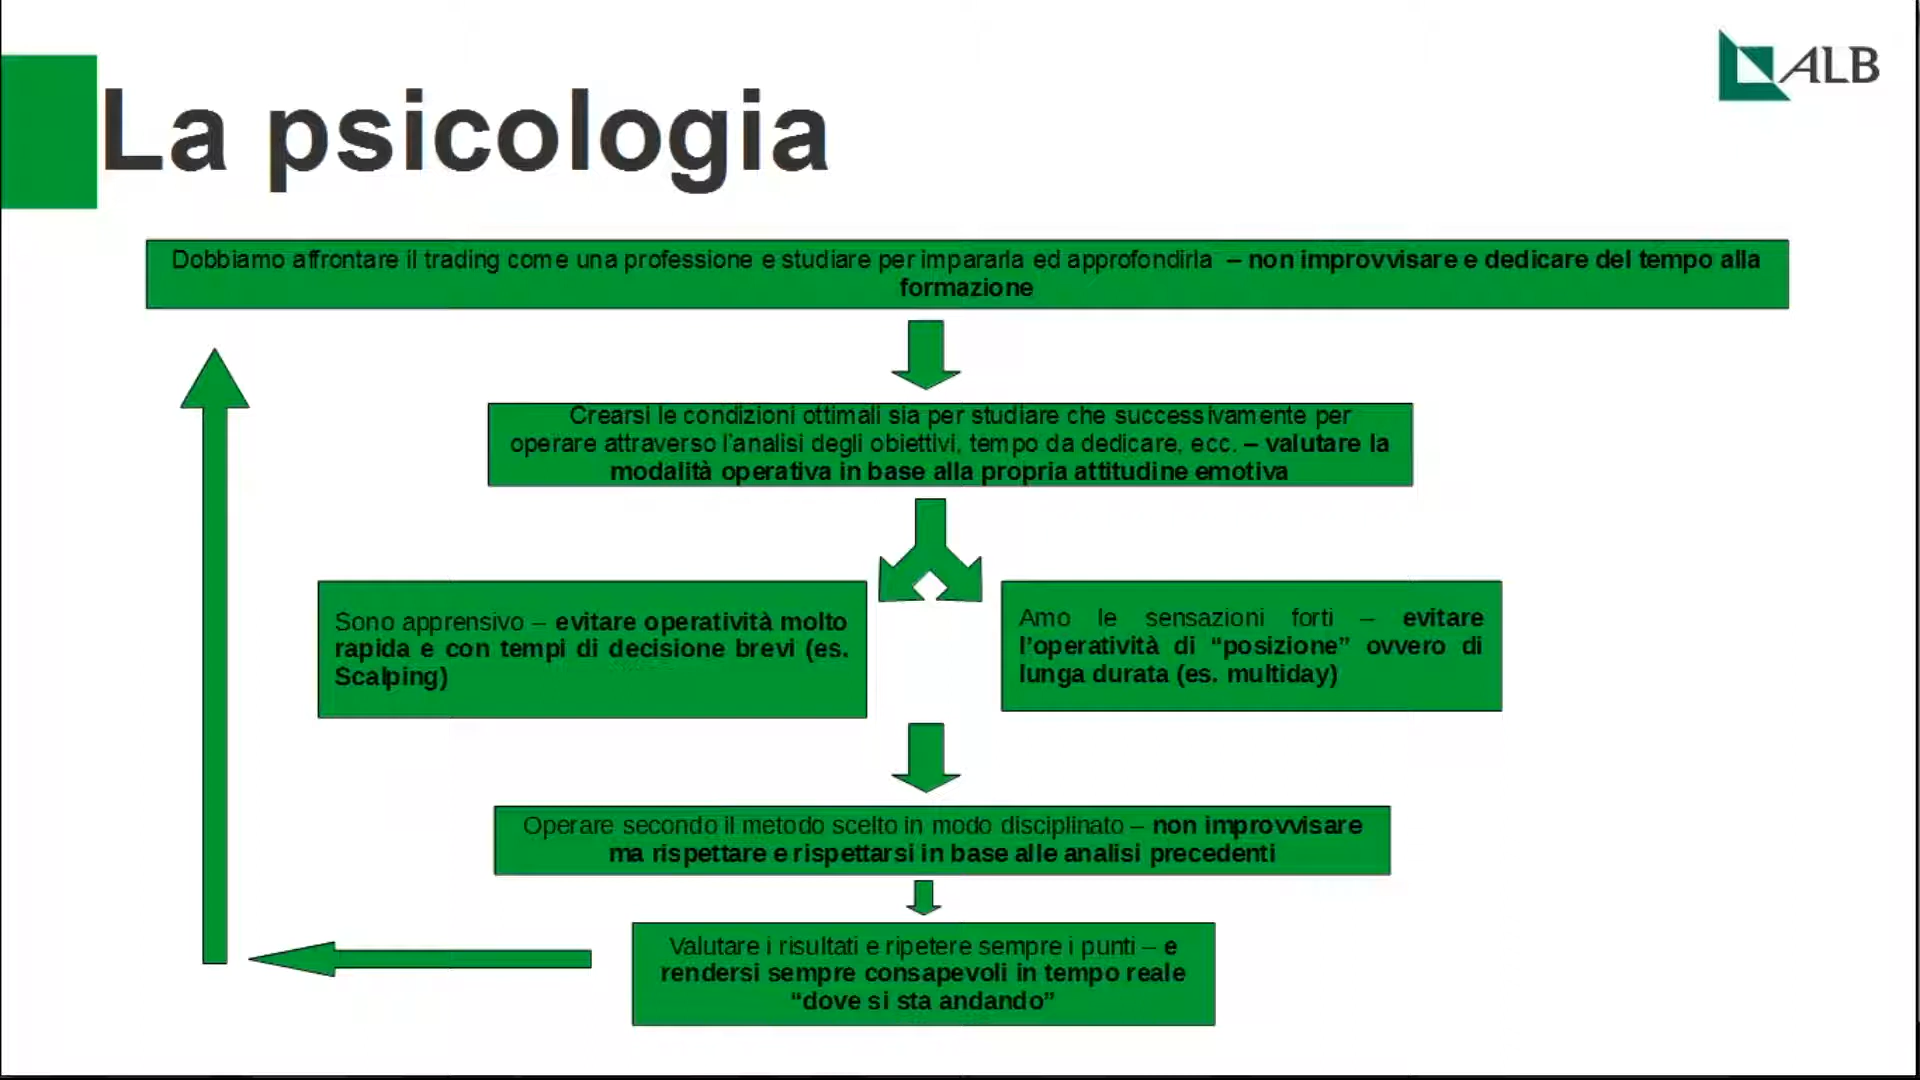 ALB
La psicologia
Dobbiamo affrontare il trading come una professione e studiare per impararla ed approfondirla – non improvvisare e dedicare del tempo alla
formazione
Crearsi le condizioni ottimali sia per studiare che successivamente per
operare attraverso l'analisi degli obiettivi, tempo da dedicare, ecc. – valutare la
modalità operativa in base alla propria attitudine emotiva
Sono apprensivo – evitare operatività molto
rapida e con tempi di decisione brevi (es.
Scalping)
Amo le sensazioni forti – evitare
l'operatività di “posizione” ovvero di
lunga durata (es. multiday)
Operare secondo il metodo scelto in modo disciplinato – non improvvisare
ma rispettare e rispettarsi in base alle analisi precedenti
Valutare i risultati e ripetere sempre i punti – e
rendersi sempre consapevoli in tempo reale
“dove si sta andando”